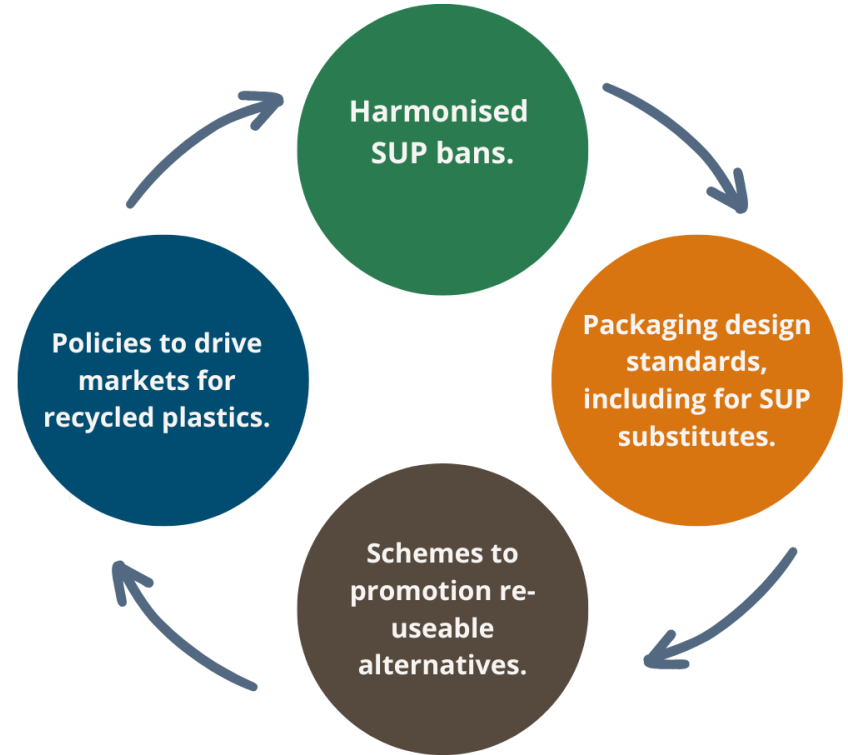 Harmonised
SUP bans.
Packaging design
standards,
including for SUP
substitutes.
Schemes to
promotion re-
useable
alternatives.
Policies to drive
markets for
recycled plastics.